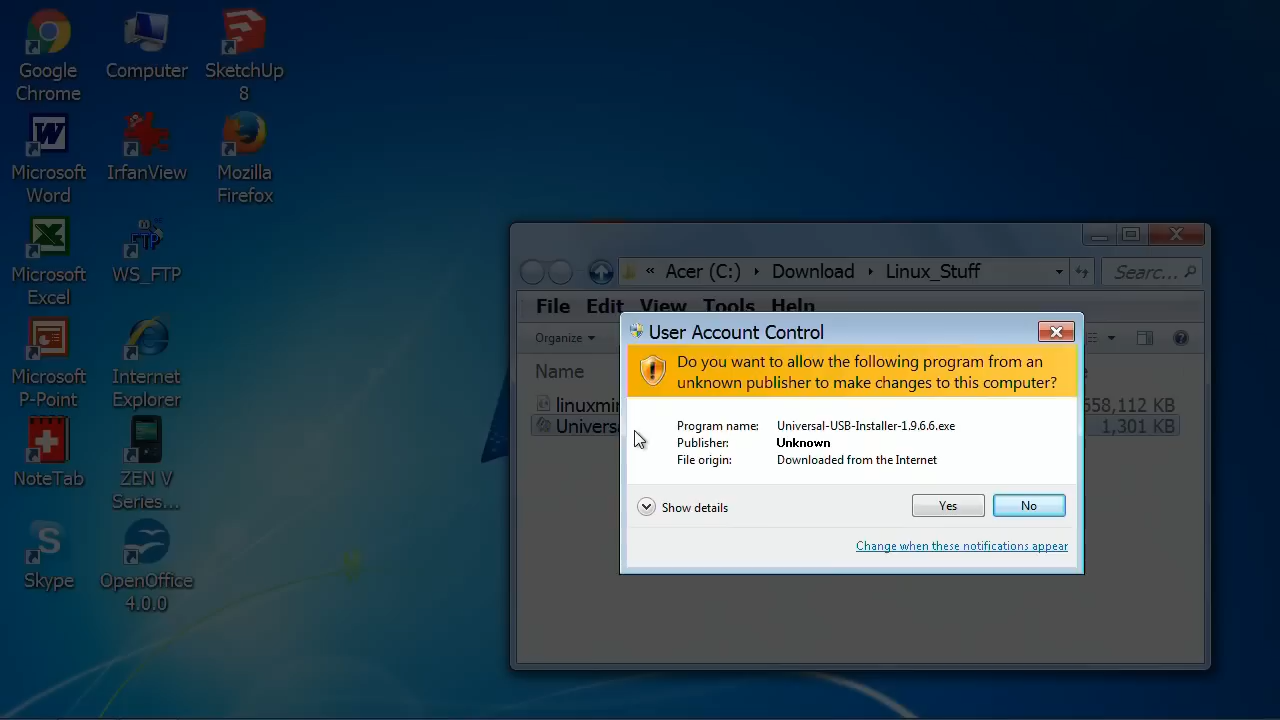 Google
Chrome
Computer
SketchUp
8
Microsoft
Word
IrfanView
Mozilla
Firefox
Microsoft
Excel
WS_FTP
Microsoft
P-Point
Internet
Explorer
NoteTab
ZEN V
Series...
Skype
OpenOffice
4.0.0
« Acer (C:) Download Linux_Stuff
Searc...
File Edit View Tools Help
Organize
Name
linuxmin
658,112 KB
Univers
1,301 KB
User Account Control
Do you want to allow the following program from an
unknown publisher to make changes to this computer?
Program name: Universal-USB-Installer-1.9.6.6.exe
Publisher: Unknown
File origin: Downloaded from the Internet
Show details
Yes No
Change when these notifications appear